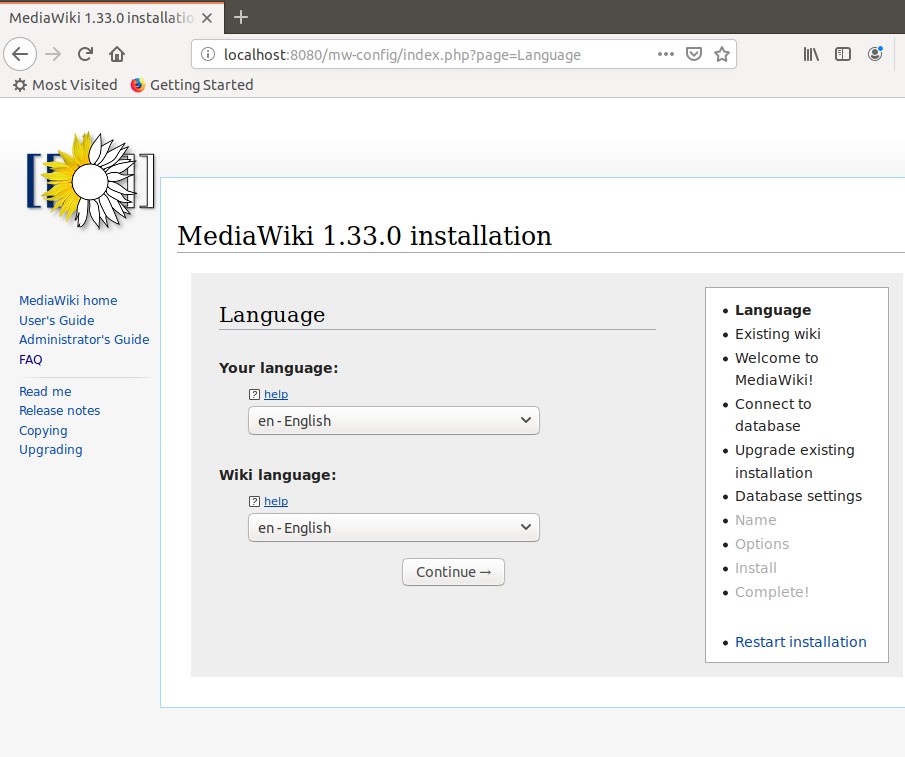 MediaWiki 1.33.0 installatio
localhost:8080/mw-config/index.php?page=Language
Most Visited Getting Started
MediaWiki 1.33.0 installation
MediaWiki home
User's Guide
Administrator's Guide
FAQ
Read me
Release notes
Copying
Upgrading
Language
Your language:
? help
en - English
Wiki language:
? help
en - English
Continue →
• Language
• Existing wiki
• Welcome to
MediaWiki!
• Connect to
database
• Upgrade existing
installation
• Database settings
• Name
• Options
• Install
• Complete!
• Restart installation